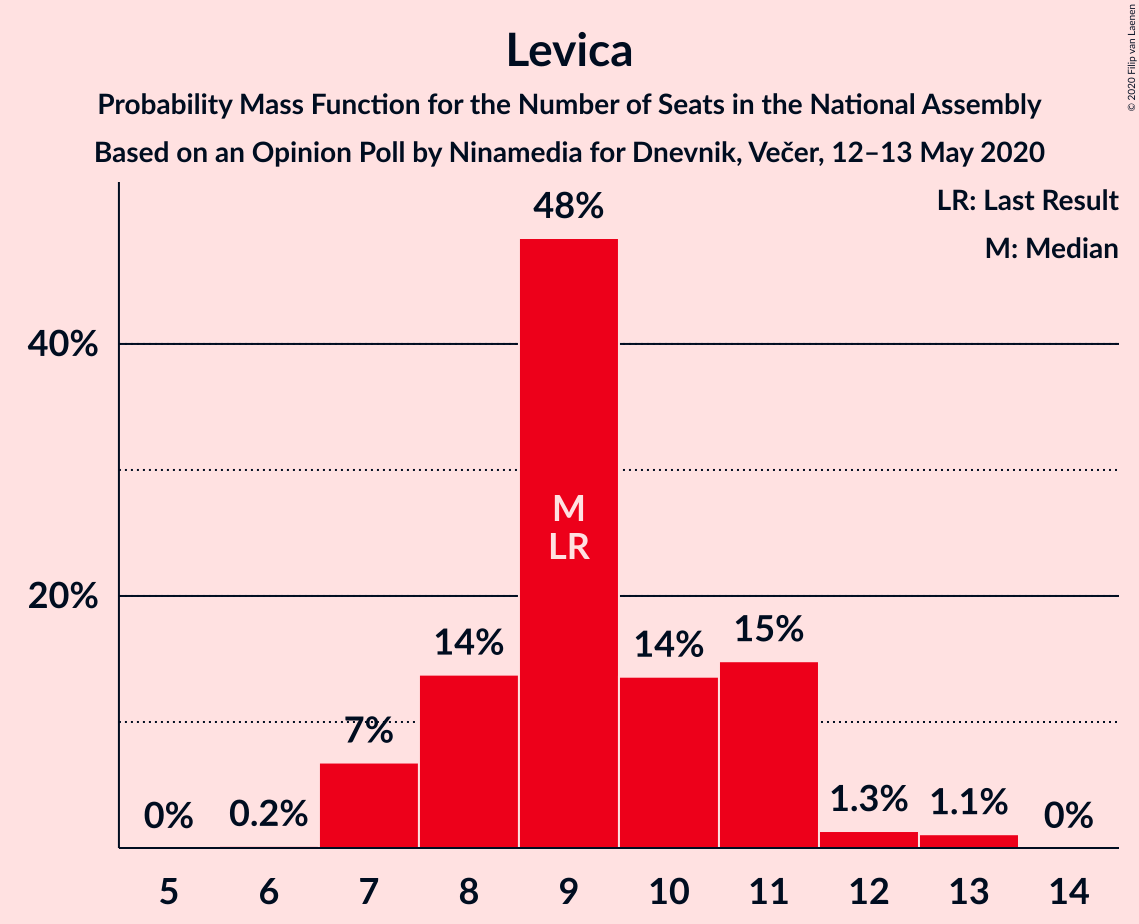 Levica
Probability Mass Function for the Number of Seats in the National Assembly
Based on an Opinion Poll by Ninamedia for Dnevnik, Večer, 12–13 May 2020
© 2020 Filip van Laenen
LR: Last Result
M: Median
48%
40%
M
LR
20%
15%
14%
14%
7%
1.3%
1.1%
0.2%
0%
0%
5 6 7 8 9 10 11 12 13 14